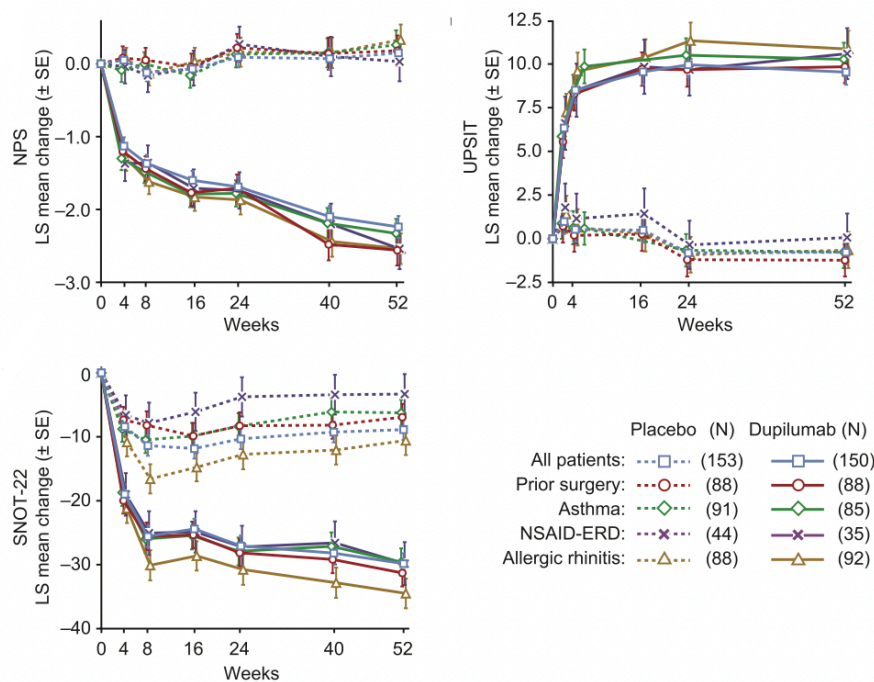 NPS
LS mean change (± SE)
0.0
–1.0
–2.0
–3.0
0 4 8 16 24 40 52
Weeks
UPSIT
LS mean change (± SE)
12.5
10.0
7.5
5.0
2.5
0.0
–2.5
0 4 8 16 24 52
Weeks
SNOT-22
LS mean change (± SE)
0
–10
–20
–30
–40
0 4 8 16 24 40 52
Weeks
Placebo (N) Dupilumab (N)
All patients: (153) (150)
Prior surgery: (88) (88)
Asthma: (91) (85)
NSAID-ERD: (44) (35)
Allergic rhinitis: (88) (92)